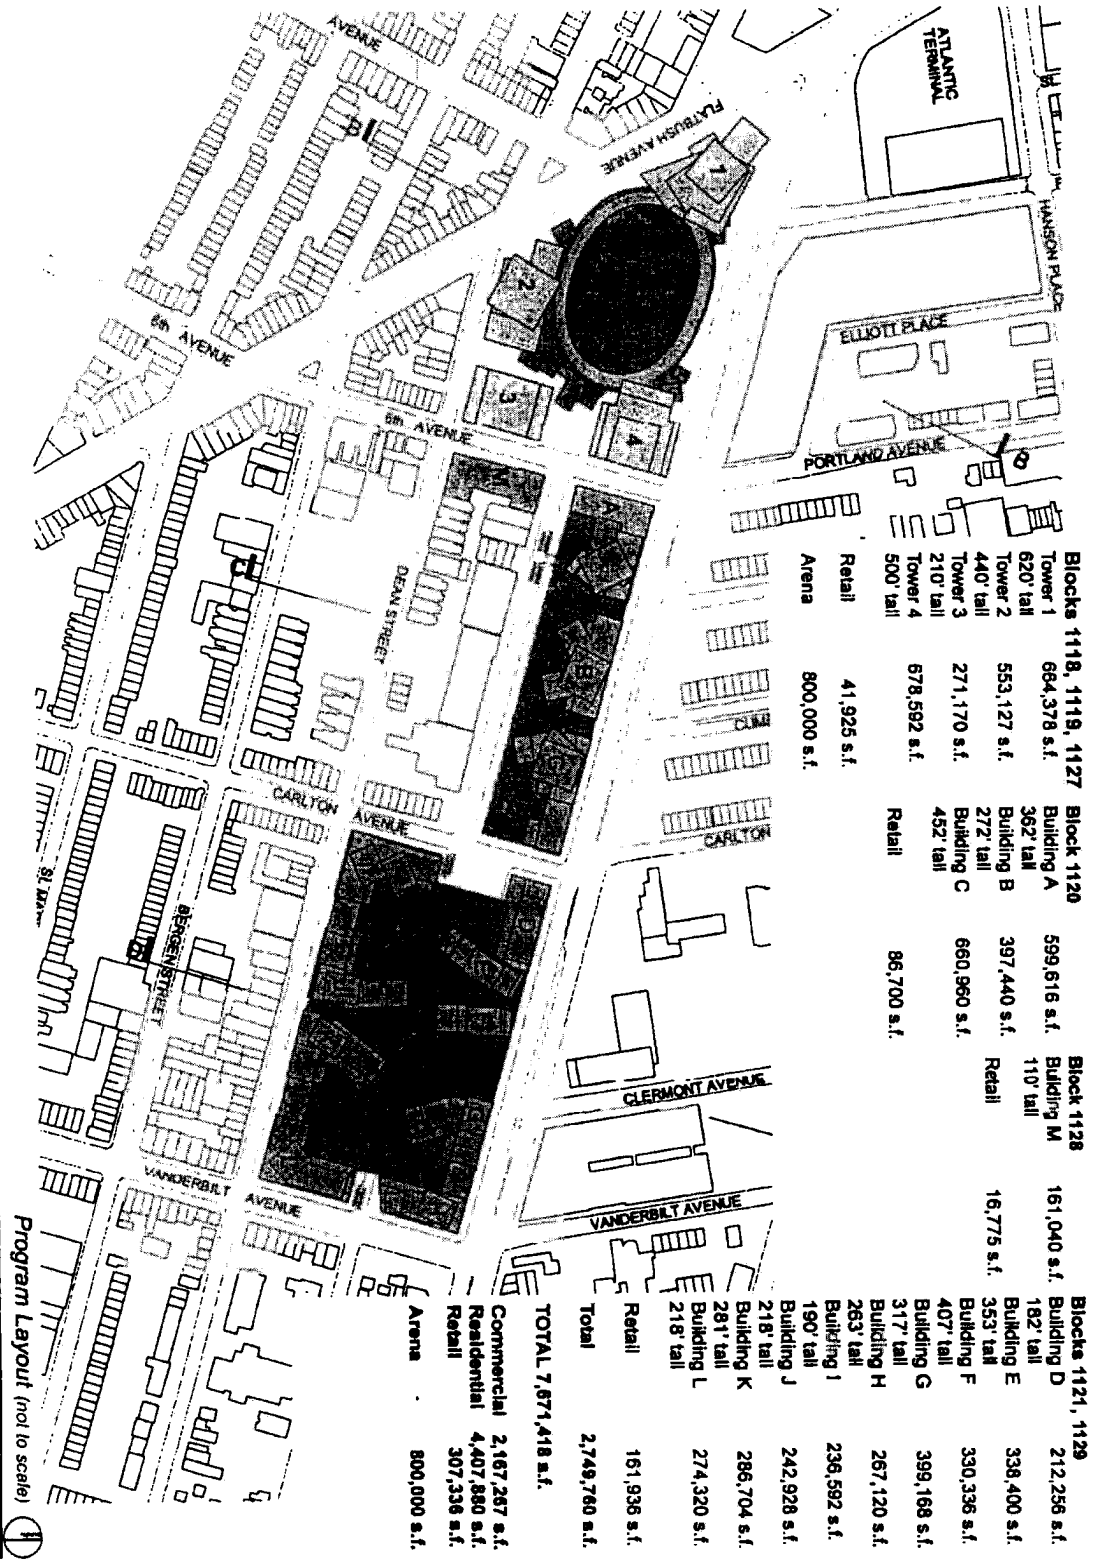 Blocks 1118, 1119, 1127
Tower 1 664,378 s.f.
620' tall
Tower 2 553,127 s.f.
440' tall
Tower 3 271,170 s.f.
210' tall
Tower 4 678,592 s.f.
500' tall
Retail 41,925 s.f.
Arena 800,000 s.f.
Block 1120
Building A 599,616 s.f.
362' tall
Building B 397,440 s.f.
272' tall
Building C 660,960 s.f.
452' tall
Retail 86,700 s.f.
Block 1128
Building M 161,040 s.f.
110' tall
Retail 16,775 s.f.
Blocks 1121, 1129
Building D 212,256 s.f.
182' tall
Building E 338,400 s.f.
353' tall
Building F 330,336 s.f.
407' tall
Building G 399,168 s.f.
317' tall
Building H 267,120 s.f.
263' tall
Building I 236,592 s.f.
190' tall
Building J 242,928 s.f.
218' tall
Building K 286,704 s.f.
281' tall
Building L 274,320 s.f.
218' tall
Retail 161,936 s.f.
Total 2,749,760 s.f.
TOTAL 7,671,418 s.f.
Commercial 2,167,267 s.f.
Residential 4,407,880 s.f.
Retail 307,336 s.f.
Arena 800,000 s.f.
HANSON PLACE
ATLANTIC
TERMINAL
ELLIOTT PLACE
PORTLAND AVENUE
CARLTON
CLERMONT AVENUE
VANDERBILT AVENUE
FLATBUSH AVENUE
1
2
3
4
A
B
C
D
E
M
AVENUE
B
B
6th AVENUE
6th AVENUE
DEAN STREET
C
CARLTON AVENUE
BERGEN STREET
VANDERBILT AVENUE
Program Layout (not to scale)